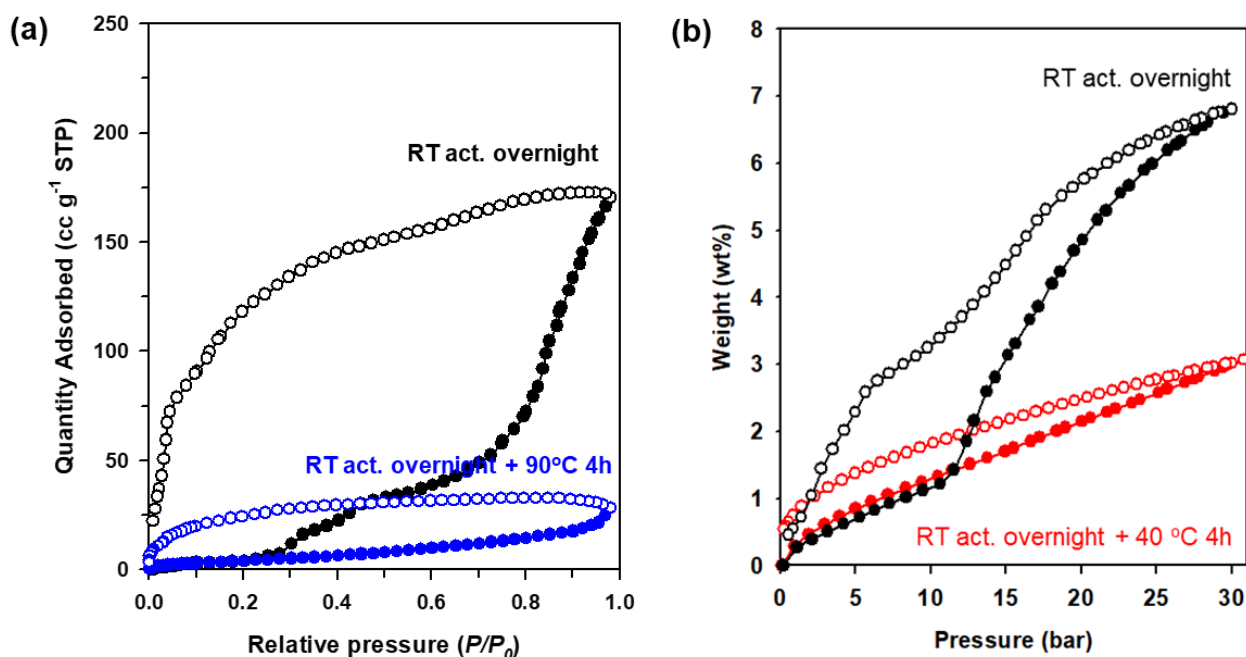 (a)
250
200
150
100
50
0
Quantity Adsorbed (cc g⁻¹ STP)
RT act. overnight
RT act. overnight + 90°C 4h
0.0 0.2 0.4 0.6 0.8 1.0
Relative pressure (P/P₀)
(b)
8
7
6
5
4
3
2
1
0
Weight (wt%)
RT act. overnight
RT act. overnight + 40 °C 4h
0 5 10 15 20 25 30
Pressure (bar)